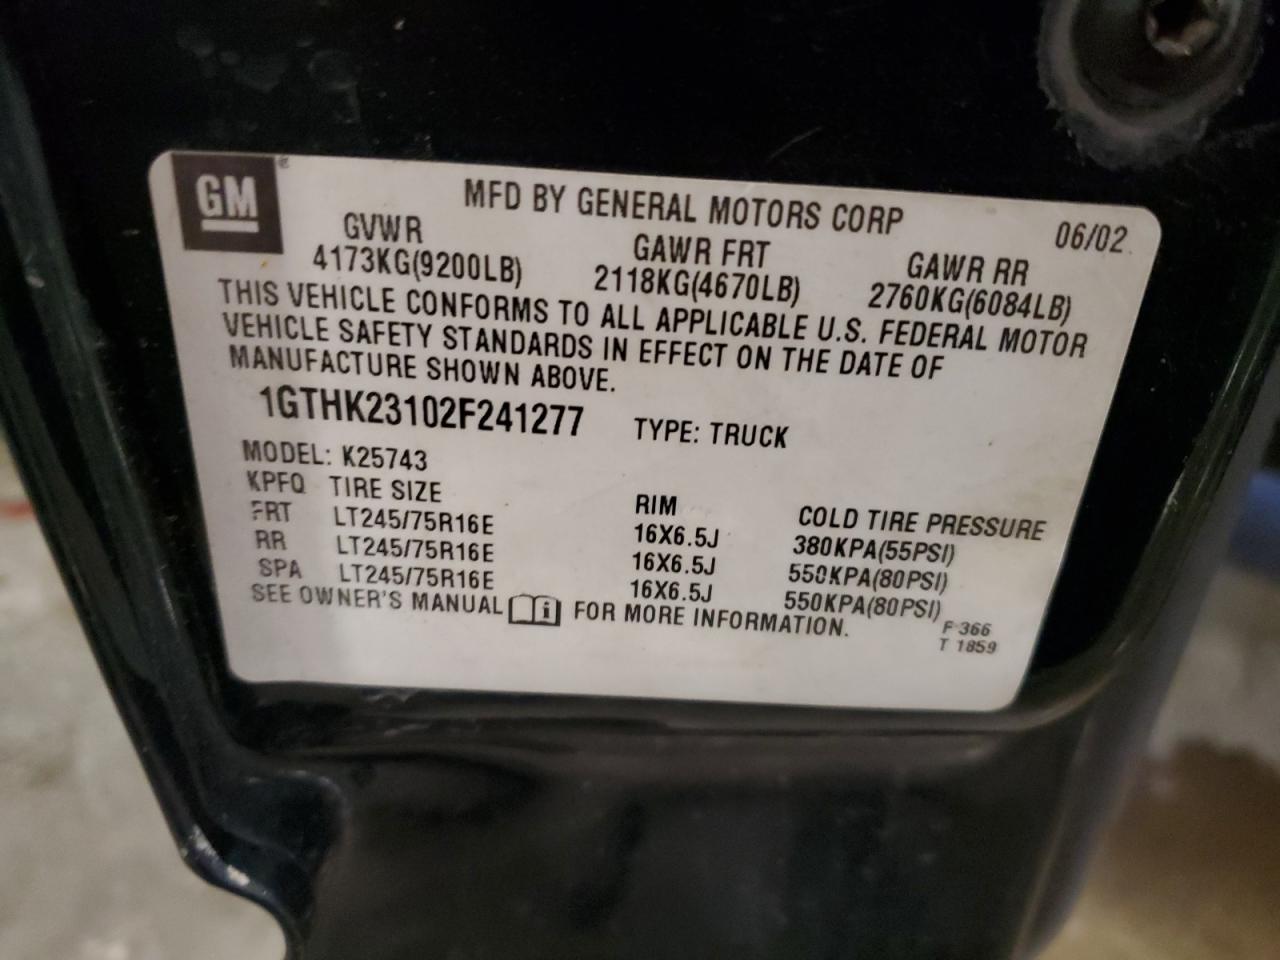 GM®
MFD BY GENERAL MOTORS CORP 06/02
GVWR GAWR FRT GAWR RR
4173KG(9200LB) 2118KG(4670LB) 2760KG(6084LB)
THIS VEHICLE CONFORMS TO ALL APPLICABLE U.S. FEDERAL MOTOR
VEHICLE SAFETY STANDARDS IN EFFECT ON THE DATE OF
MANUFACTURE SHOWN ABOVE.
1GTHK23102F241277 TYPE: TRUCK
MODEL: K25743
KPFQ TIRE SIZE RIM COLD TIRE PRESSURE
FRT LT245/75R16E 16X6.5J 380KPA(55PSI)
RR LT245/75R16E 16X6.5J 550KPA(80PSI)
SPA LT245/75R16E 16X6.5J 550KPA(80PSI)
SEE OWNER'S MANUAL i FOR MORE INFORMATION.
F 366
T 1859